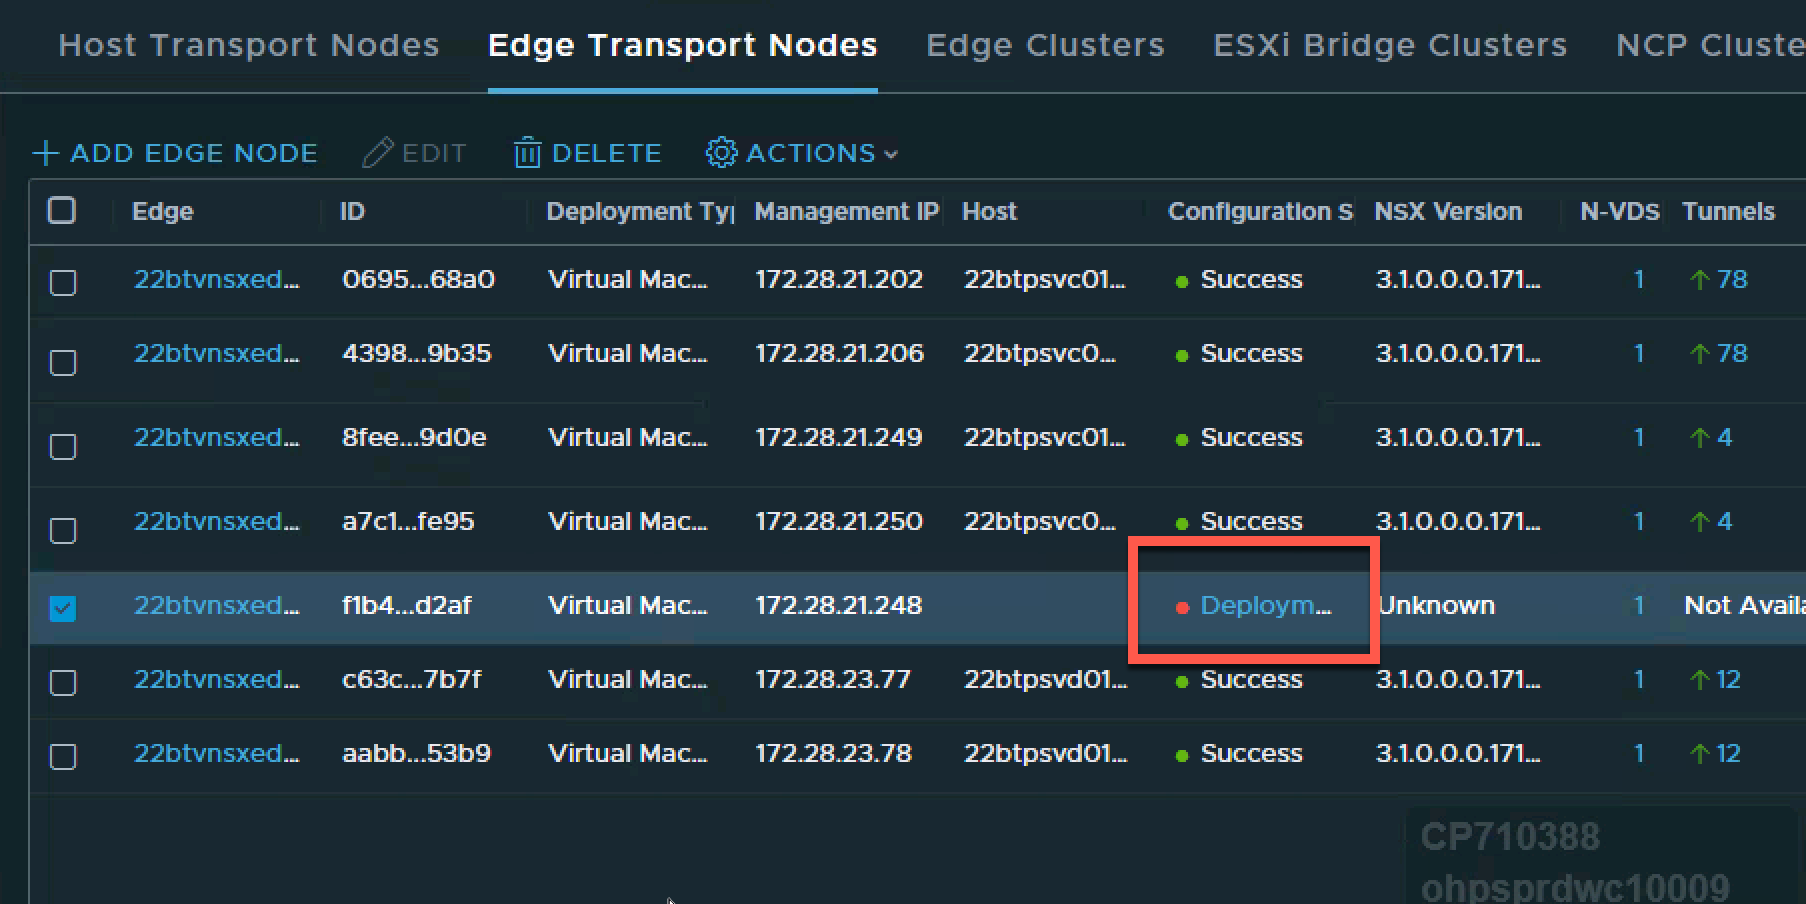 Host Transport Nodes Edge Transport Nodes Edge Clusters ESXi Bridge Clusters NCP Cluste
ADD EDGE NODE EDIT DELETE ACTIONS
Edge ID Deployment Typ Management IP Host Configuration S NSX Version N-VDS Tunnels
22btvnsxed... 0695...68a0 Virtual Mac... 172.28.21.202 22btpsvc01... Success 3.1.0.0.0.171... 1 78
22btvnsxed... 4398...9b35 Virtual Mac... 172.28.21.206 22btpsvc0... Success 3.1.0.0.0.171... 1 78
22btvnsxed... 8fee...9d0e Virtual Mac... 172.28.21.249 22btpsvc01... Success 3.1.0.0.0.171... 1 4
22btvnsxed... a7c1...fe95 Virtual Mac... 172.28.21.250 22btpsvc0... Success 3.1.0.0.0.171... 1 4
22btvnsxed... f1b4...d2af Virtual Mac... 172.28.21.248 Deploym... Unknown 1 Not Availa
22btvnsxed... c63c...7b7f Virtual Mac... 172.28.23.77 22btpsvd01... Success 3.1.0.0.0.171... 1 12
22btvnsxed... aabb...53b9 Virtual Mac... 172.28.23.78 22btpsvd01... Success 3.1.0.0.0.171... 1 12
CP710388
ohpsprdwc10009